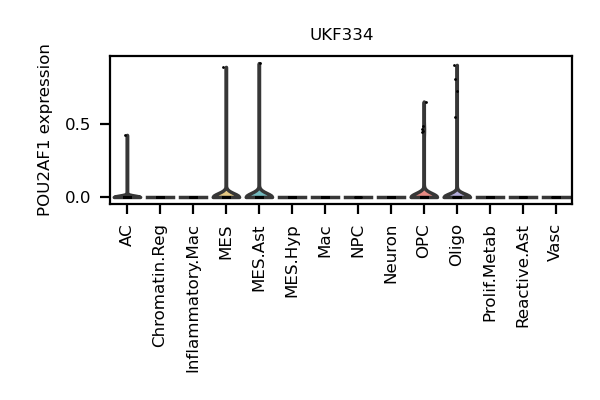 UKF334
POU2AF1 expression
0.5
0.0
AC
Chromatin.Reg
Inflammatory.Mac
MES
MES.Ast
MES.Hyp
Mac
NPC
Neuron
OPC
Oligo
Prolif.Metab
Reactive.Ast
Vasc